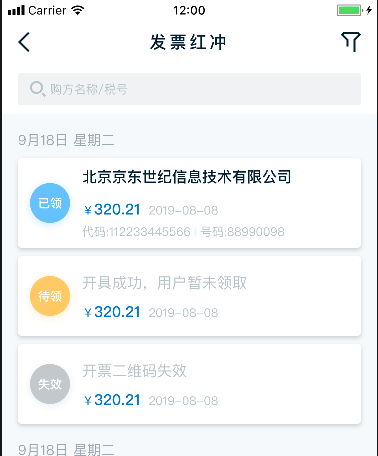 Carrier 12:00
发票红冲
购方名称/税号
9月18日 星期二
北京京东世纪信息技术有限公司
已领
￥320.21 2019-08-08
代码:112233445566 | 号码:88990098
开具成功，用户暂未领取
待领
￥320.21 2019-08-08
开票二维码失效
失效
￥320.21 2019-08-08
9月18日 星期二